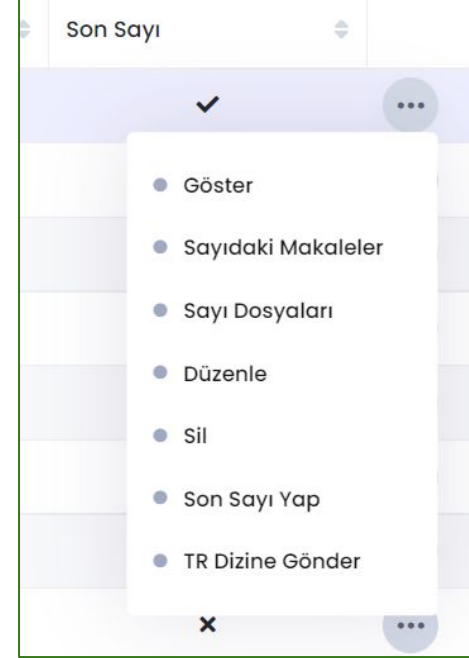 Son Sayı
Göster
Sayıdaki Makaleler
Sayı Dosyaları
Düzenle
Sil
Son Sayı Yap
TR Dizine Gönder